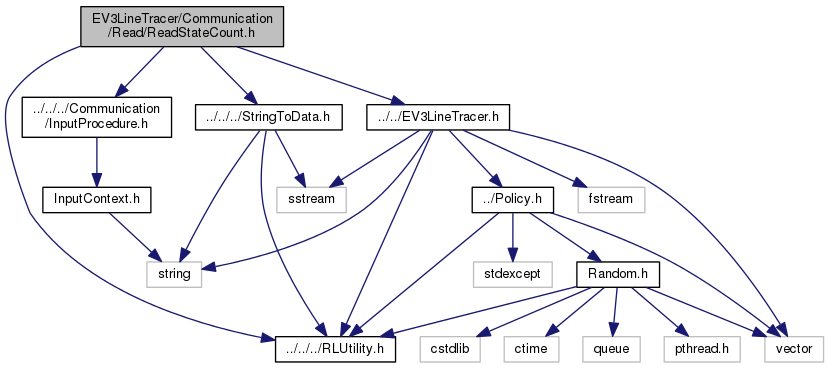 EV3LineTracer/Communication
/Read/ReadStateCount.h
../../../Communication
/InputProcedure.h
../../../StringToData.h
../../EV3LineTracer.h
InputContext.h
sstream
../Policy.h
fstream
string
stdexcept
Random.h
../../../RLUtility.h
cstdlib
ctime
queue
pthread.h
vector